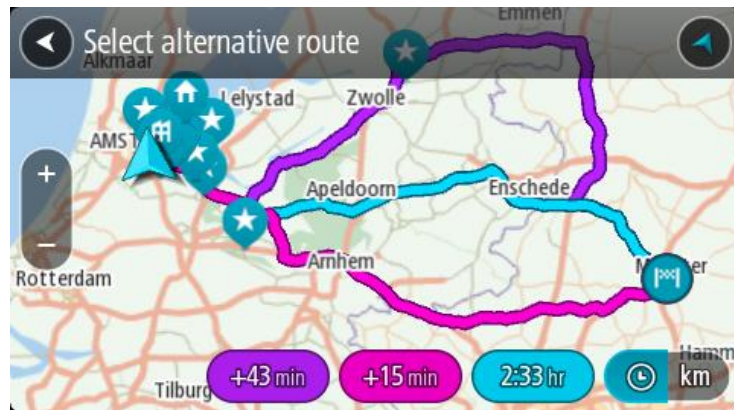 Emmen
Select alternative route
Alkmaar
Lelystad
Zwolle
AMST
+
Apeldoorn
Enschede
−
Arnhem
Rotterdam
M
er
Hamm
Tilburg
+43 min
+15 min
2:33 hr
km